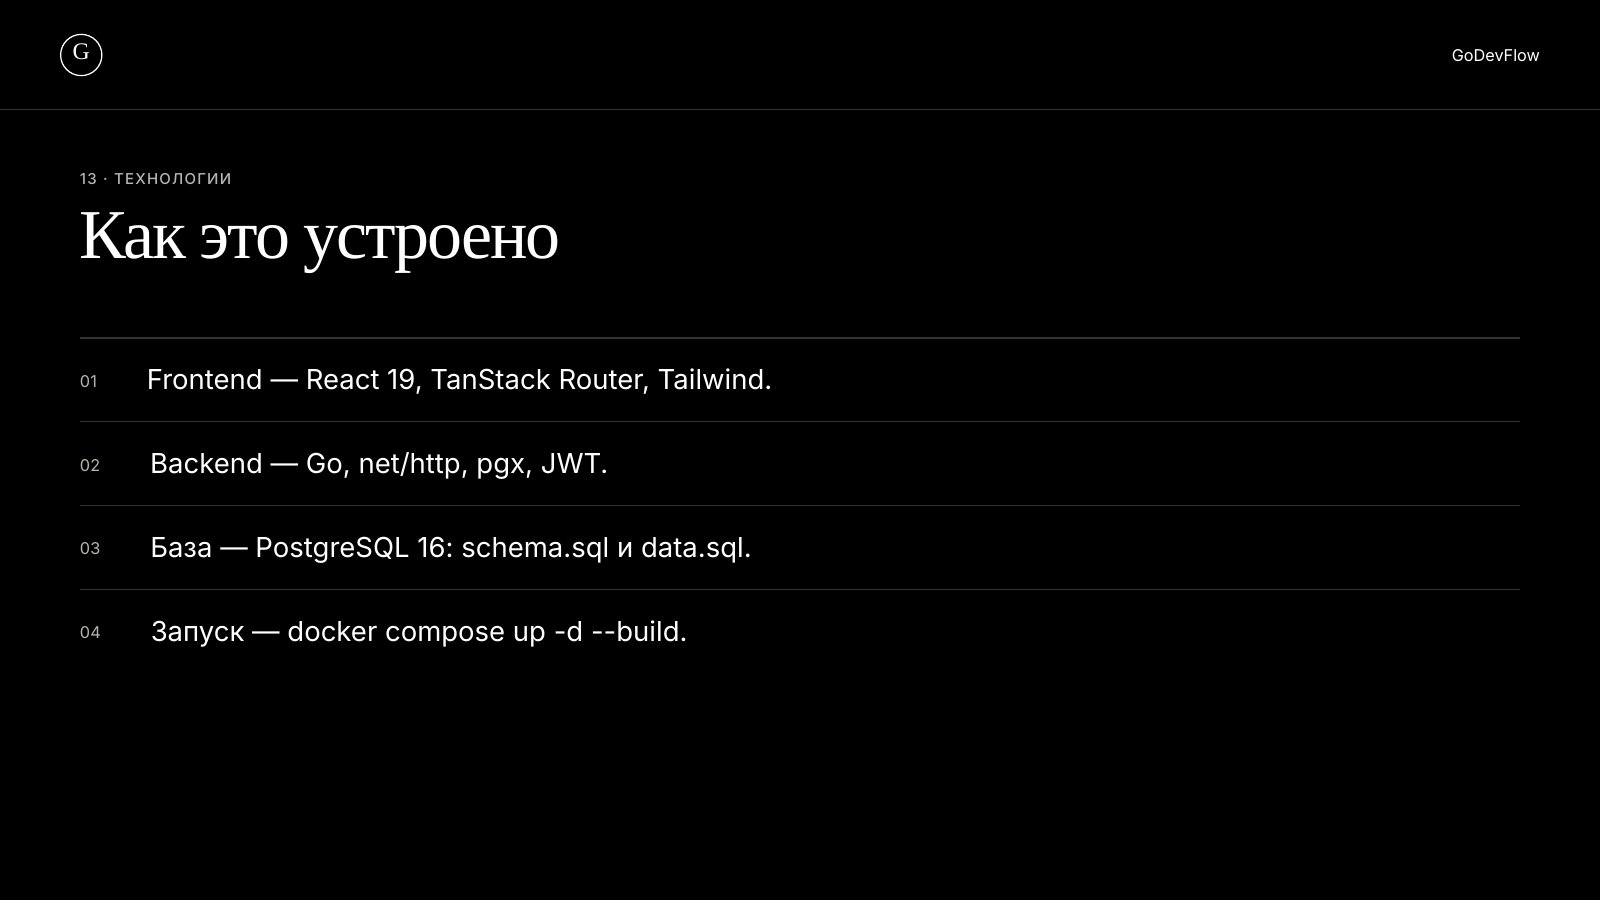 G
GoDevFlow
13 · ТЕХНОЛОГИИ
Как это устроено
01 Frontend — React 19, TanStack Router, Tailwind.
02 Backend — Go, net/http, pgx, JWT.
03 База — PostgreSQL 16: schema.sql и data.sql.
04 Запуск — docker compose up -d --build.